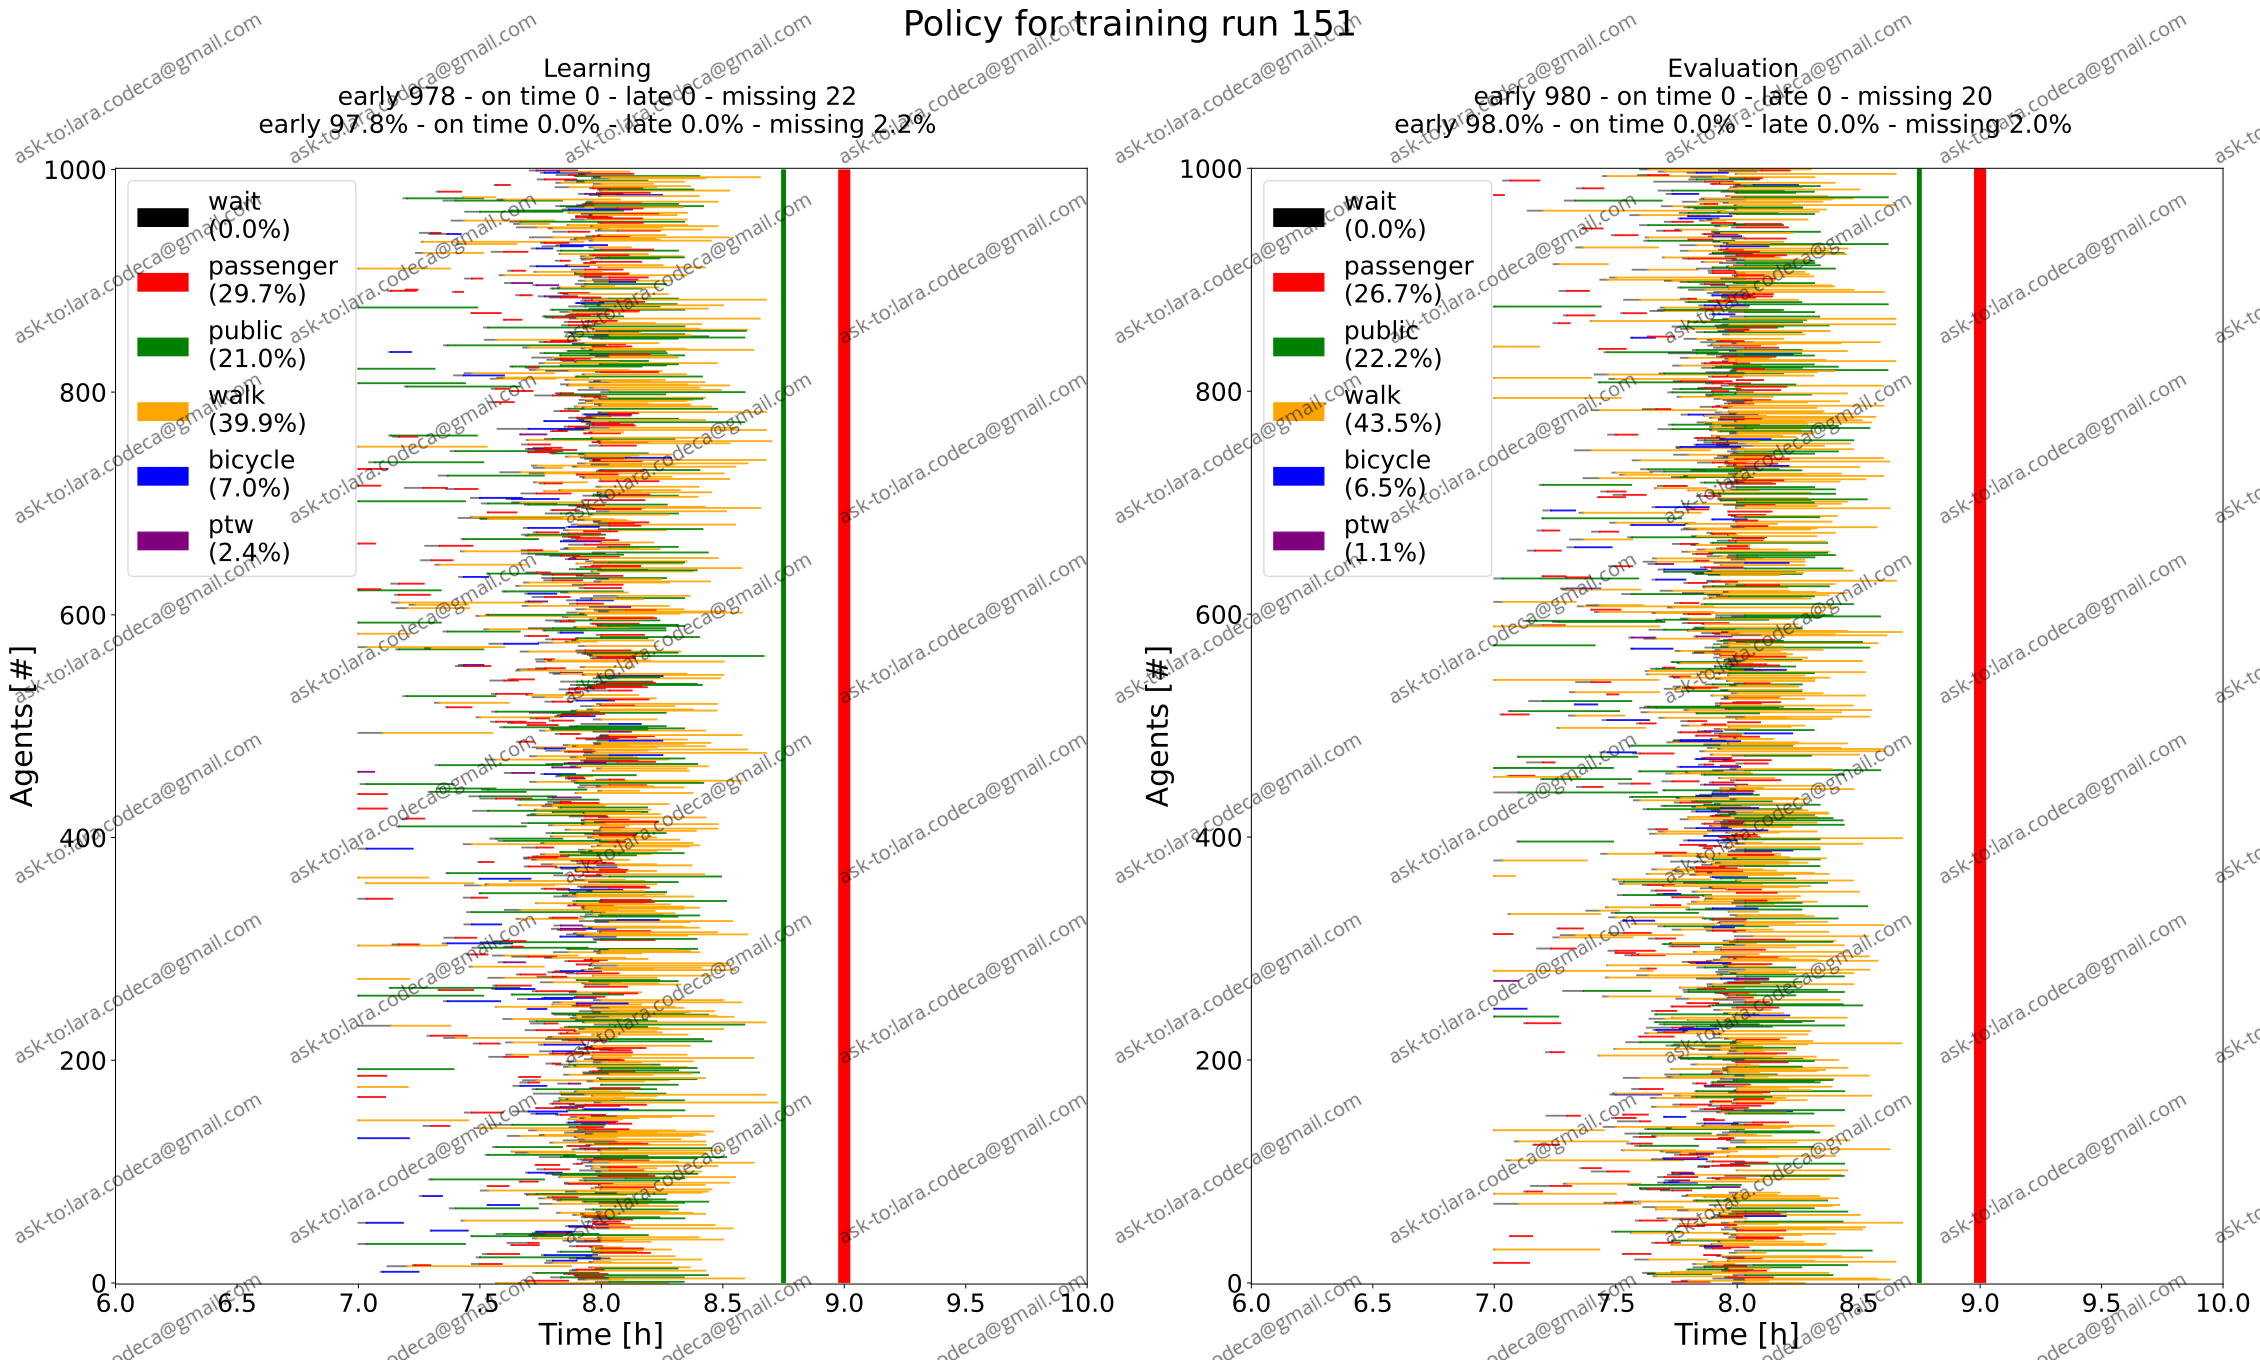 Policy for training run 151
Learning
early 978 - on time 0 - late 0 - missing 22
early 97.8% - on time 0.0% - late 0.0% - missing 2.2%
1000
800
600
400
200
0
Agents [#]
wait
(0.0%)
passenger
(29.7%)
public
(21.0%)
walk
(39.9%)
bicycle
(7.0%)
ptw
(2.4%)
6.0 6.5 7.0 7.5 8.0 8.5 9.0 9.5 10.0
Time [h]
Evaluation
early 980 - on time 0 - late 0 - missing 20
early 98.0% - on time 0.0% - late 0.0% - missing 2.0%
1000
800
600
400
200
0
Agents [#]
wait
(0.0%)
passenger
(26.7%)
public
(22.2%)
walk
(43.5%)
bicycle
(6.5%)
ptw
(1.1%)
6.0 6.5 7.0 7.5 8.0 8.5 9.0 9.5 10.0
Time [h]
ask-to:lara.codeca@gmail.com